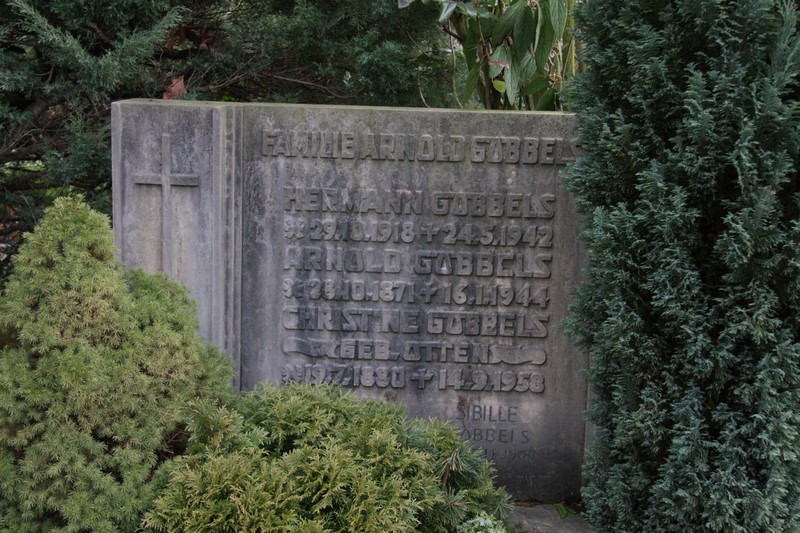 FAMILIE ARNOLD GÖBBELS
HERMANN GÖBBELS
* 29.10.1918 + 24.5.1942
ARNOLD GÖBBELS
* 28.10.1871 + 16.1.1944
CHRISTINE GÖBBELS
GEB. OTTEN
* 19.7.1880 + 14.9.1958
SIBILLE